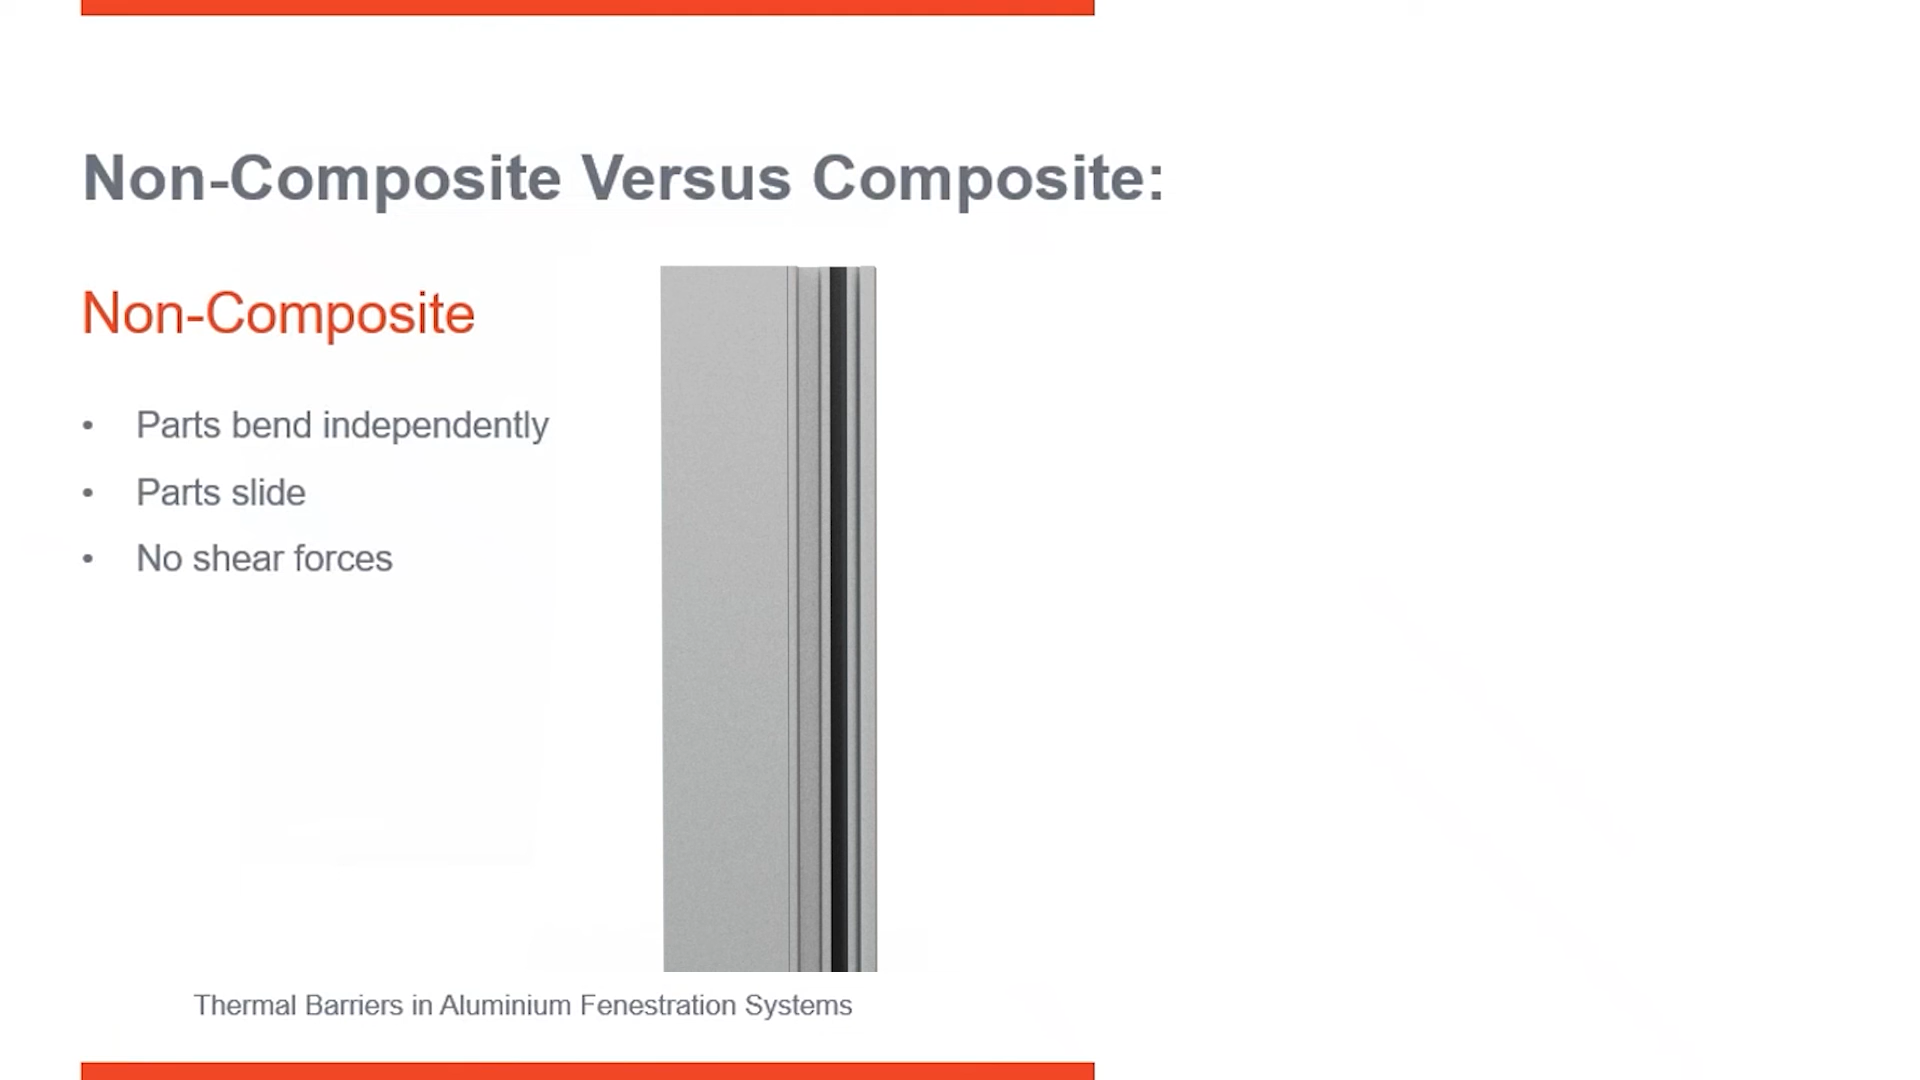 Non-Composite Versus Composite:
Non-Composite
• Parts bend independently
• Parts slide
• No shear forces
Thermal Barriers in Aluminium Fenestration Systems